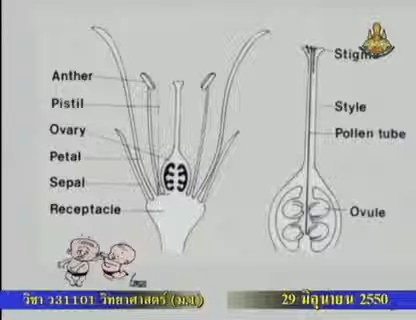 Anther
Pistil
Ovary
Petal
Sepal
Receptacle
Stigma
Style
Pollen tube
Ovule
วิชา ว31101 วิทยาศาสตร์ (ม.1)
29 มิถุนายน 2550